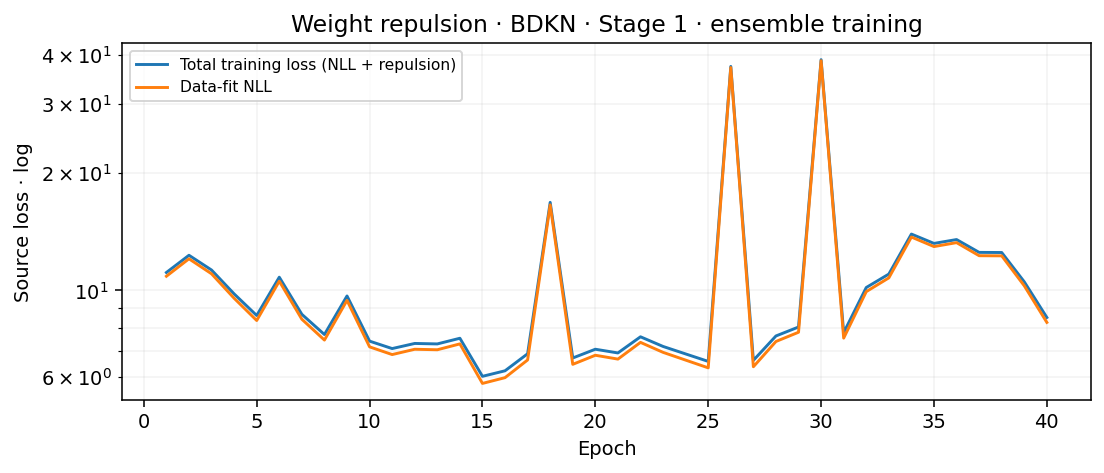 Weight repulsion · BDKN · Stage 1 · ensemble training
Total training loss (NLL + repulsion)
Data-fit NLL
Source loss · log
4 × 10¹
3 × 10¹
2 × 10¹
10¹
6 × 10⁰
0 5 10 15 20 25 30 35 40
Epoch